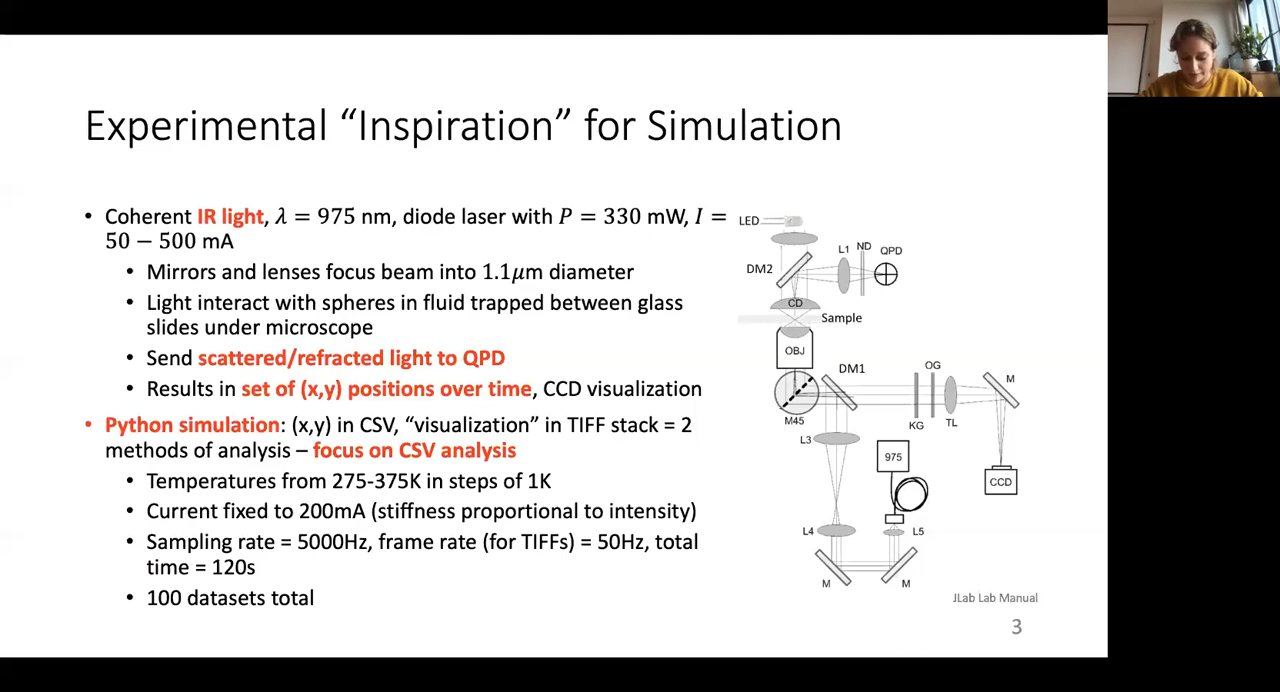 Experimental “Inspiration” for Simulation
• Coherent IR light, λ = 975 nm, diode laser with P = 330 mW, I =
50 − 500 mA
• Mirrors and lenses focus beam into 1.1μm diameter
• Light interact with spheres in fluid trapped between glass
slides under microscope
• Send scattered/refracted light to QPD
• Results in set of (x,y) positions over time, CCD visualization
• Python simulation: (x,y) in CSV, “visualization” in TIFF stack = 2
methods of analysis – focus on CSV analysis
• Temperatures from 275-375K in steps of 1K
• Current fixed to 200mA (stiffness proportional to intensity)
• Sampling rate = 5000Hz, frame rate (for TIFFs) = 50Hz, total
time = 120s
• 100 datasets total
LED
L1 ND QPD
DM2
CD
Sample
OBJ
DM1
OG
M
M45
KG
TL
L3
975
CCD
L4
L5
M
M
JLab Lab Manual
3